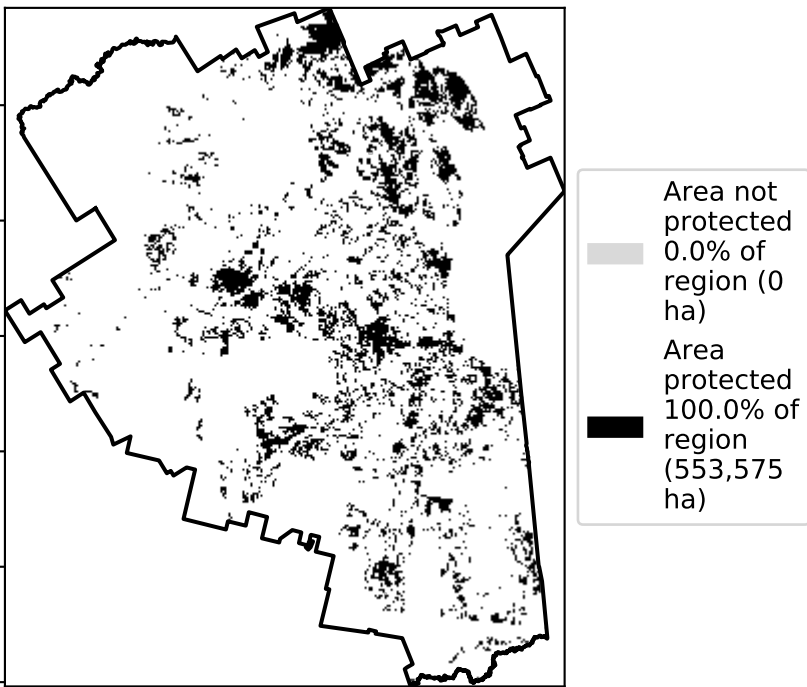 Area not
protected
0.0% of
region (0
ha)
Area
protected
100.0% of
region
(553,575
ha)